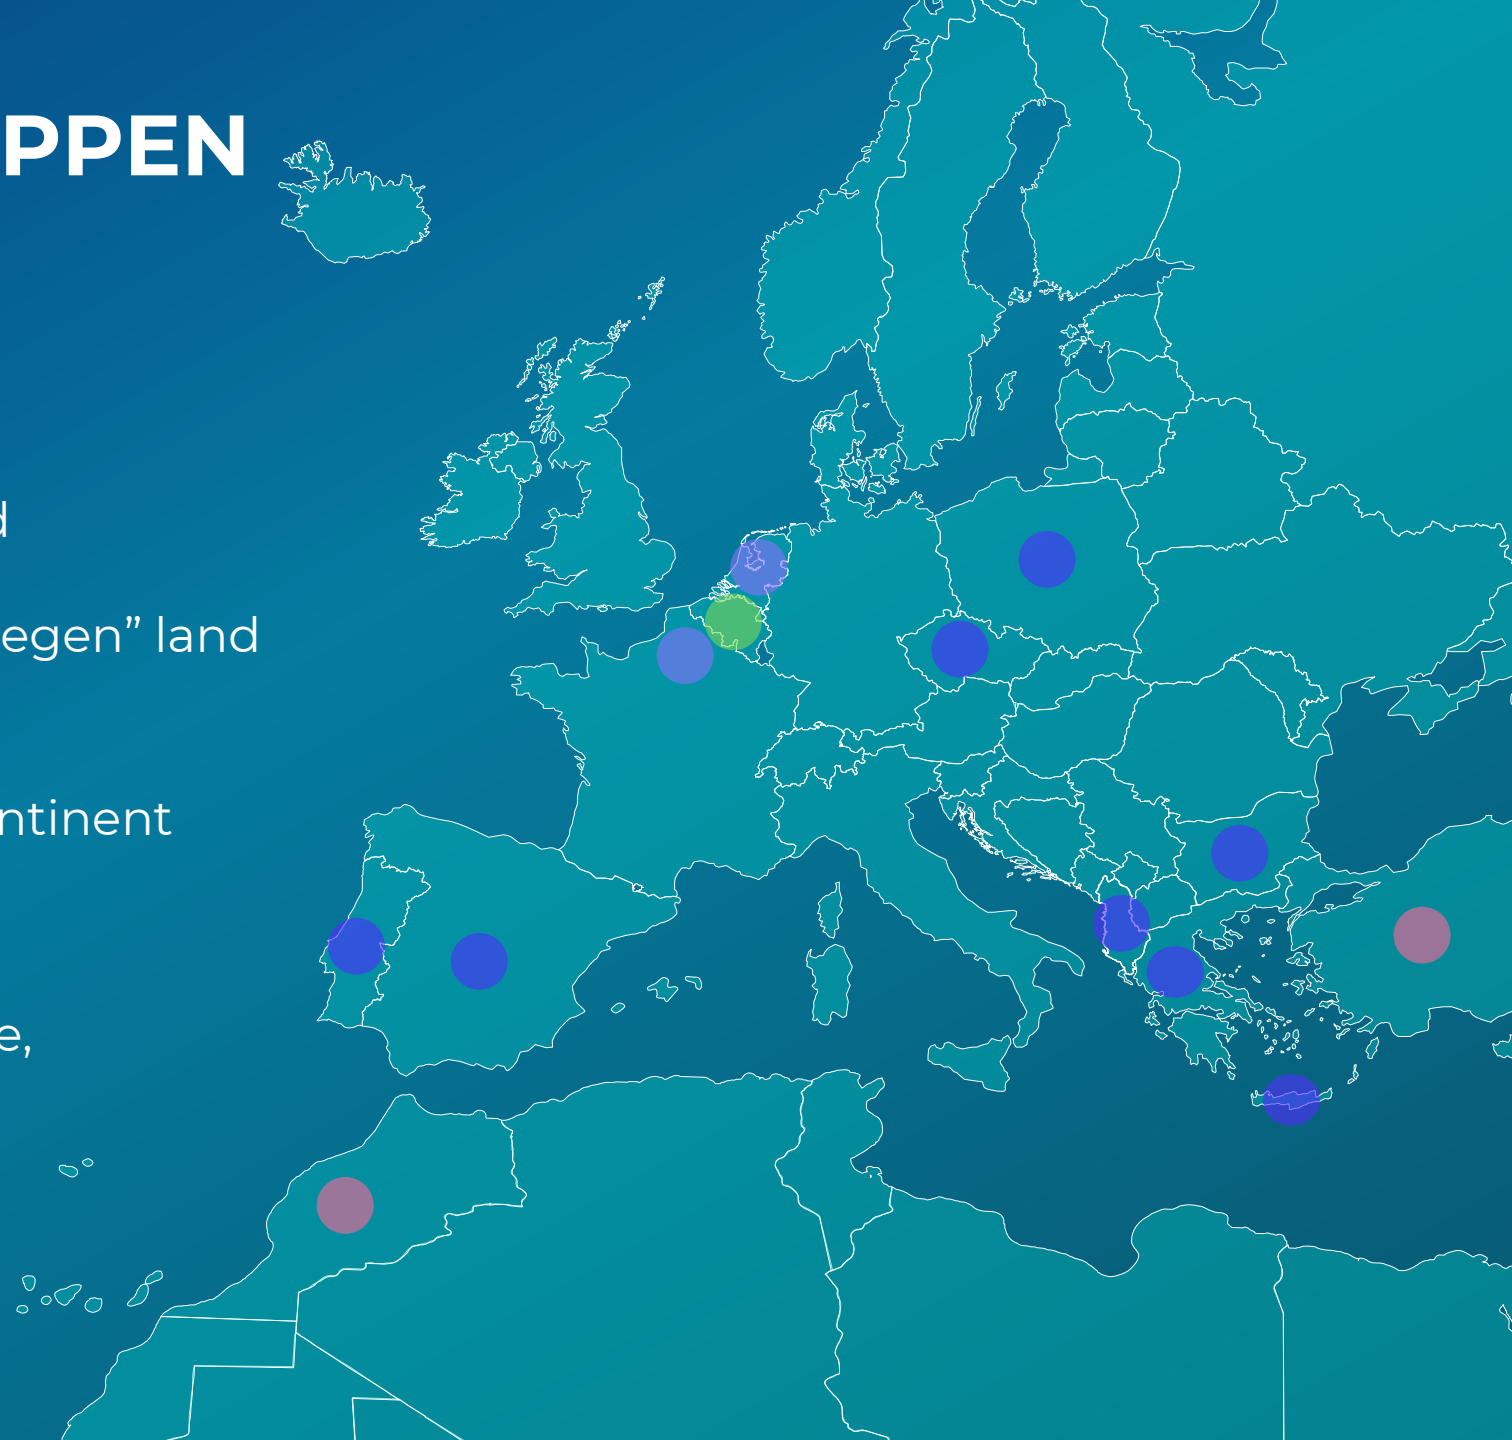 PPEN
d
egen” land
ntinent
e,